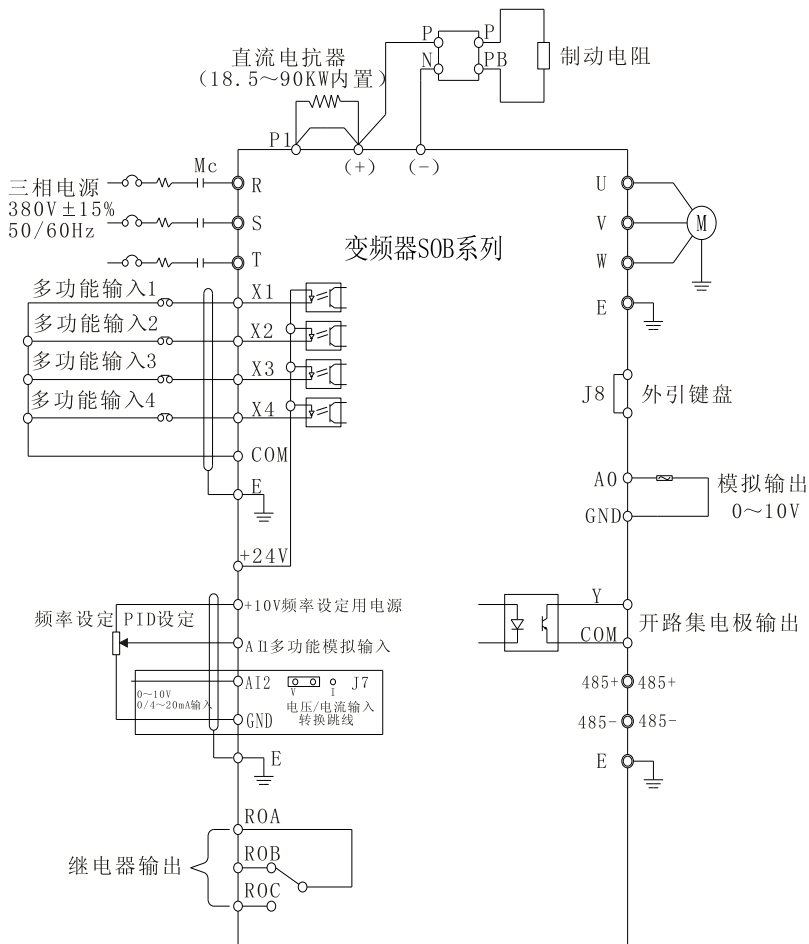 直流电抗器
(18.5～90KW内置)
P P
N PB
制动电阻
P1 (+) (-)
三相电源
380V±15%
50/60Hz
Mc
R
S
T
变频器SOB系列
U
V
W
M
E
多功能输入1
多功能输入2
多功能输入3
多功能输入4
X1
X2
X3
X4
COM
E
+24V
J8 外引键盘
AO
GND
模拟输出
0～10V
频率设定 PID设定
+10V频率设定用电源
AI1多功能模拟输入
0～10V
0/4～20mA输入
AI2
V I J7
电压/电流输入
转换跳线
GND
E
Y
COM
开路集电极输出
485+ 485+
485- 485-
E
继电器输出
ROA
ROB
ROC